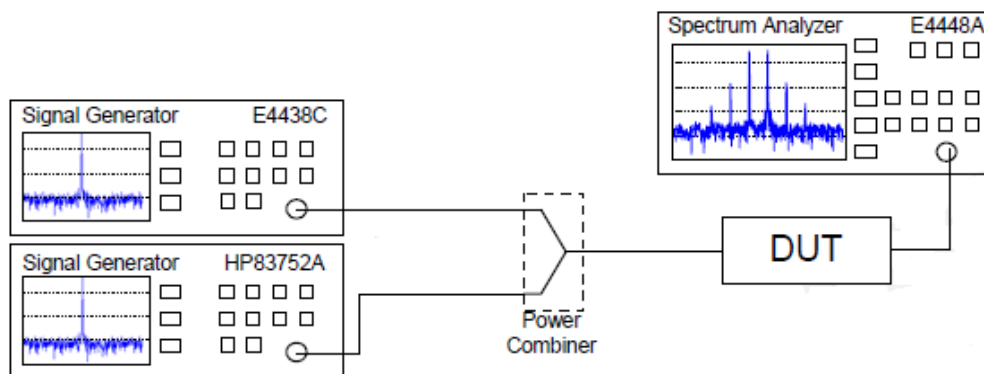 Spectrum Analyzer E4448A
Signal Generator E4438C
Signal Generator HP83752A
Power
Combiner
DUT